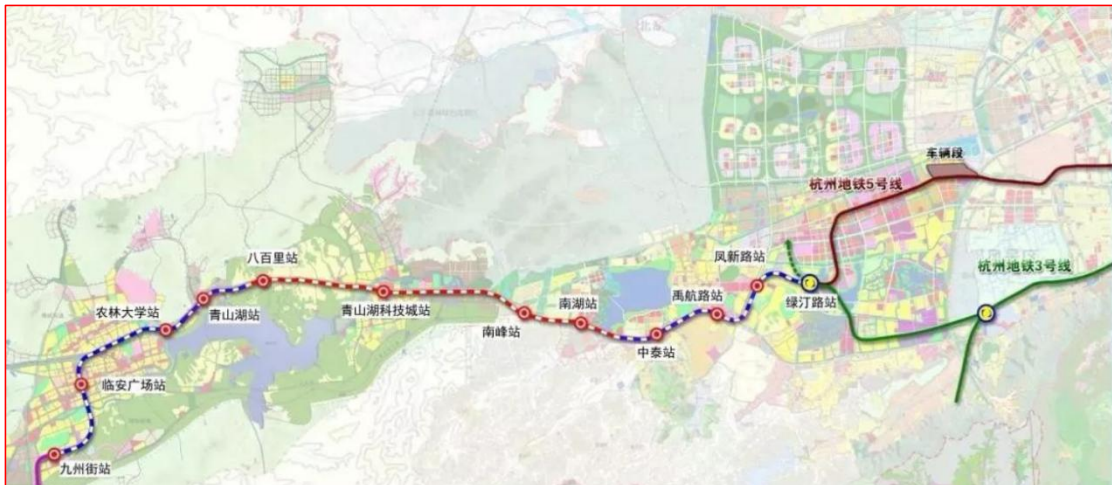 车辆段
杭州地铁5号线
八百里站
凤新路站
杭州地铁3号线
农林大学站
青山湖站
青山湖科技城站
南湖站
禹航路站
绿汀路站
南峰站
中泰站
临安广场站
九州街站